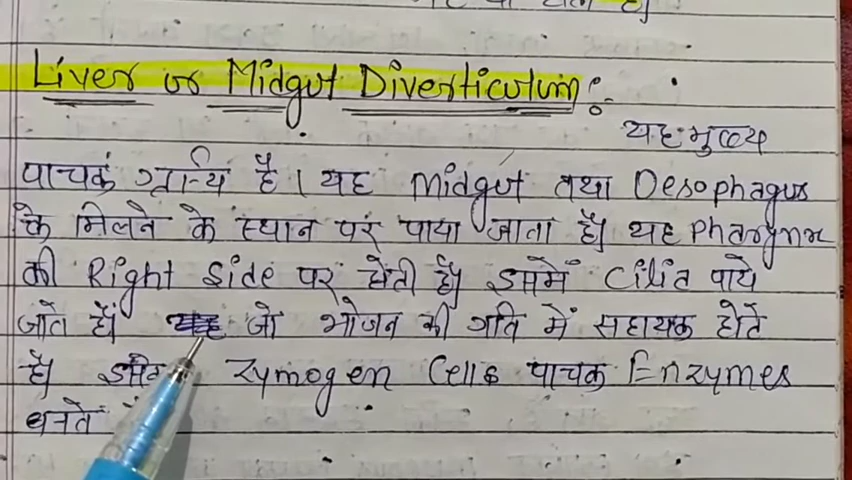 Liver or Midgut Diverticulum :-
यह मुख्य
पाचक ग्रन्थि है। यह Midgut तथा Oesophagus
के मिलने के स्थान पर पाया जाता है। यह Pharynx
की Right Side पर होती है। इसमें Cilia पाये
जाते हैं। जो भोजन की गति में सहायक होते
है। Zymogen Cells पाचक Enzymes
बनते